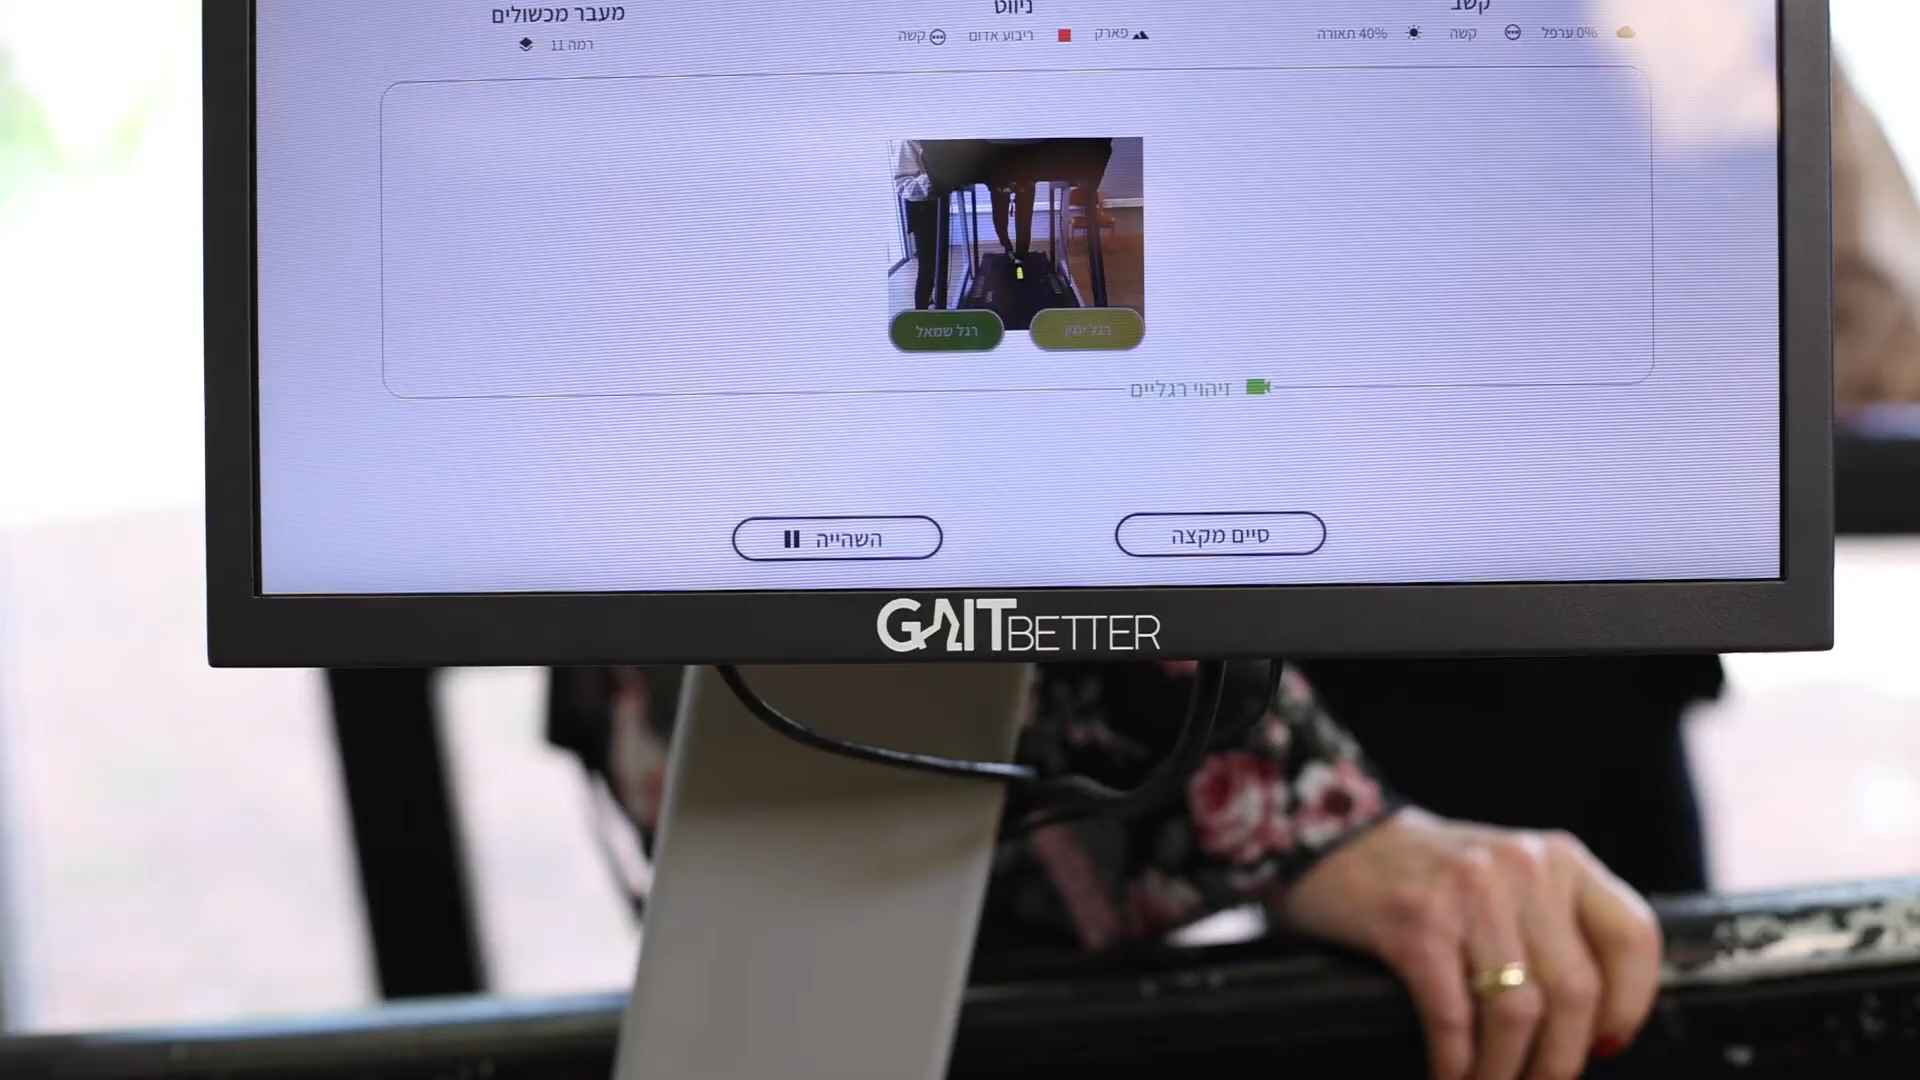 קשב
ניווט
מעבר מכשולים
0% ערפל
קשה
40% תאורה
פארק
ריבוע אדום
קשה
רמה 11
רגל שמאל
רגל ימין
זיהוי רגליים
השהייה
סיים מקצה
GAITBETTER